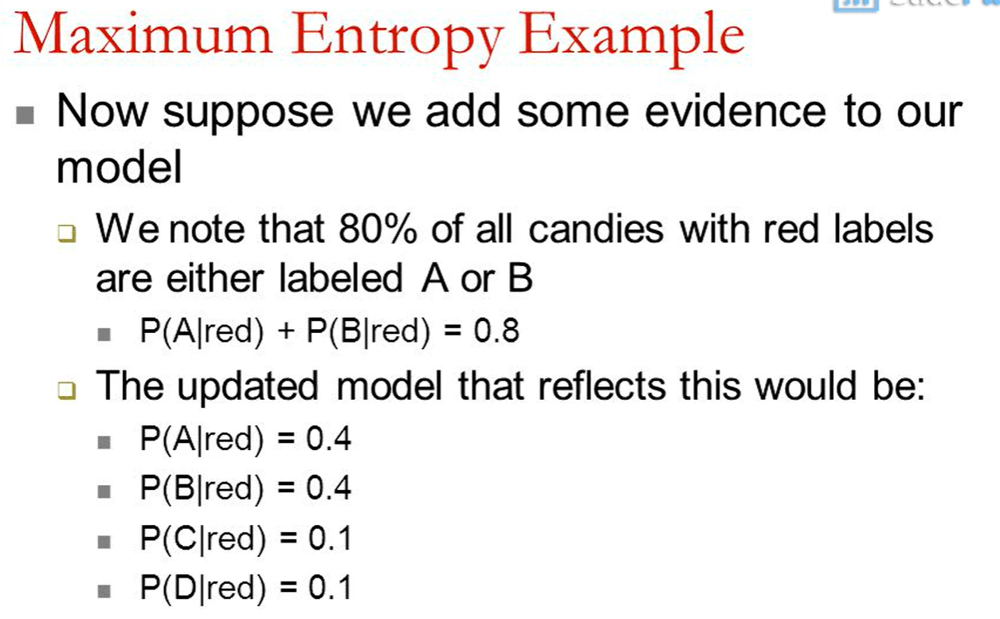 Maximum Entropy Example
Now suppose we add some evidence to our
model
We note that 80% of all candies with red labels
are either labeled A or B
P(A|red) + P(B|red) = 0.8
The updated model that reflects this would be:
P(A|red) = 0.4
P(B|red) = 0.4
P(C|red) = 0.1
P(D|red) = 0.1